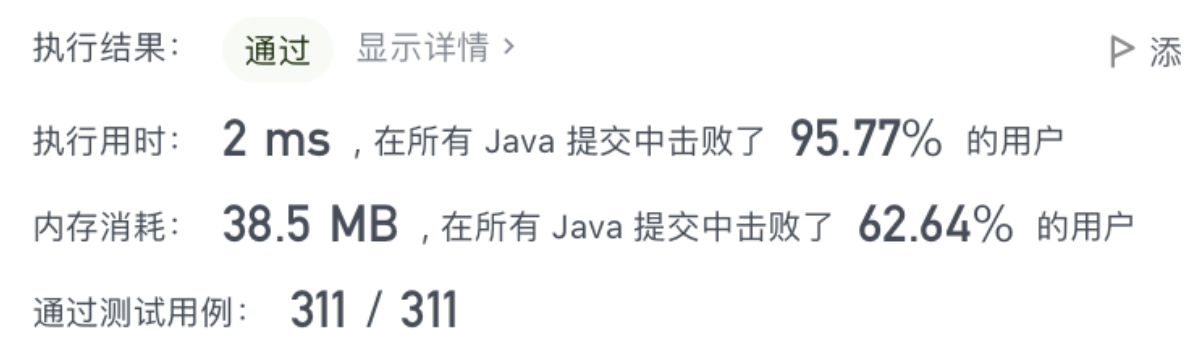 执行结果： 通过 显示详情 > 添
执行用时： 2 ms , 在所有 Java 提交中击败了 95.77% 的用户
内存消耗： 38.5 MB , 在所有 Java 提交中击败了 62.64% 的用户
通过测试用例： 311 / 311